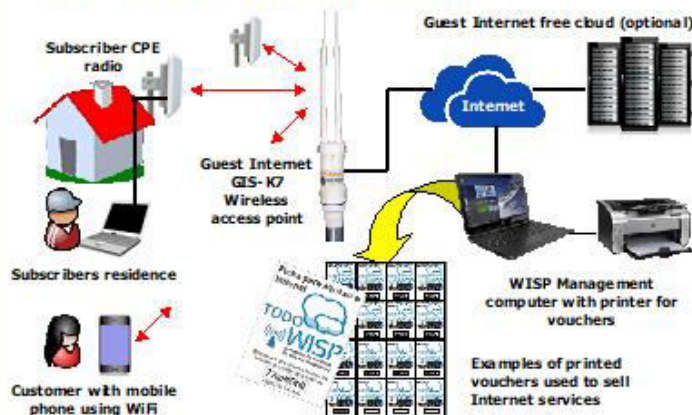 Guest Internet free cloud (optional)
Subscriber CPE
radio
Internet
Guest Internet
GIS-K7
Wireless
access point
Subscribers residence
WISP Management
computer with printer for
vouchers
Internet
TODO
WISP
Examples of printed
vouchers used to sell
Internet services
Customer with mobile
phone using WiFi